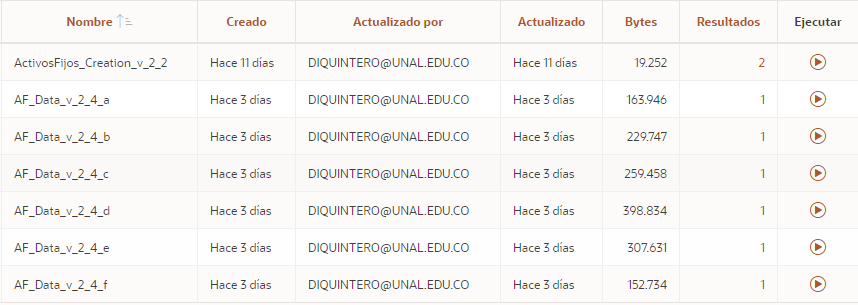 Nombre Creado Actualizado por Actualizado Bytes Resultados Ejecutar
ActivosFijos_Creation_v_2_2 Hace 11 días DIQUINTERO@UNAL.EDU.CO Hace 11 días 19.252 2
AF_Data_v_2_4_a Hace 3 días DIQUINTERO@UNAL.EDU.CO Hace 3 días 163.946 1
AF_Data_v_2_4_b Hace 3 días DIQUINTERO@UNAL.EDU.CO Hace 3 días 229.747 1
AF_Data_v_2_4_c Hace 3 días DIQUINTERO@UNAL.EDU.CO Hace 3 días 259.458 1
AF_Data_v_2_4_d Hace 3 días DIQUINTERO@UNAL.EDU.CO Hace 3 días 398.834 1
AF_Data_v_2_4_e Hace 3 días DIQUINTERO@UNAL.EDU.CO Hace 3 días 307.631 1
AF_Data_v_2_4_f Hace 3 días DIQUINTERO@UNAL.EDU.CO Hace 3 días 152.734 1